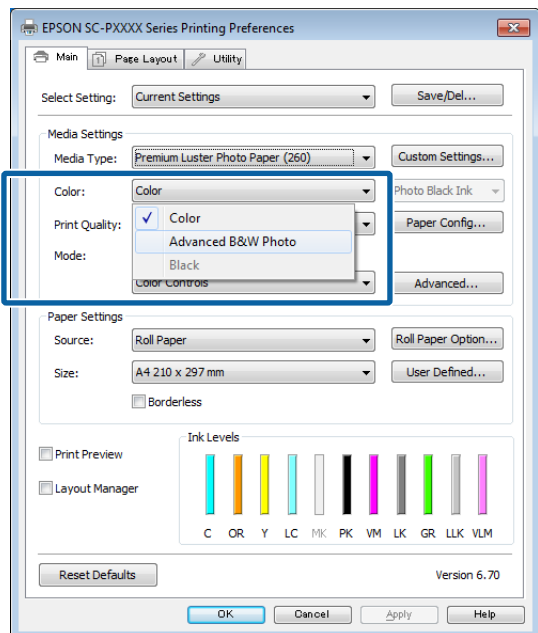 EPSON SC-PXXXX Series Printing Preferences
Main Page Layout Utility
Select Setting: Current Settings Save/Del...
Media Settings
Media Type: Premium Luster Photo Paper (260) Custom Settings...
Color: Color Photo Black Ink
Print Quality: Color Paper Config...
Advanced B&W Photo
Mode: Black
Color Controls Advanced...
Paper Settings
Source: Roll Paper Roll Paper Option...
Size: A4 210 x 297 mm User Defined...
Borderless
Ink Levels
Print Preview
Layout Manager
C OR Y LC MK PK VM LK GR LLK VLM
Reset Defaults Version 6.70
OK Cancel Apply Help